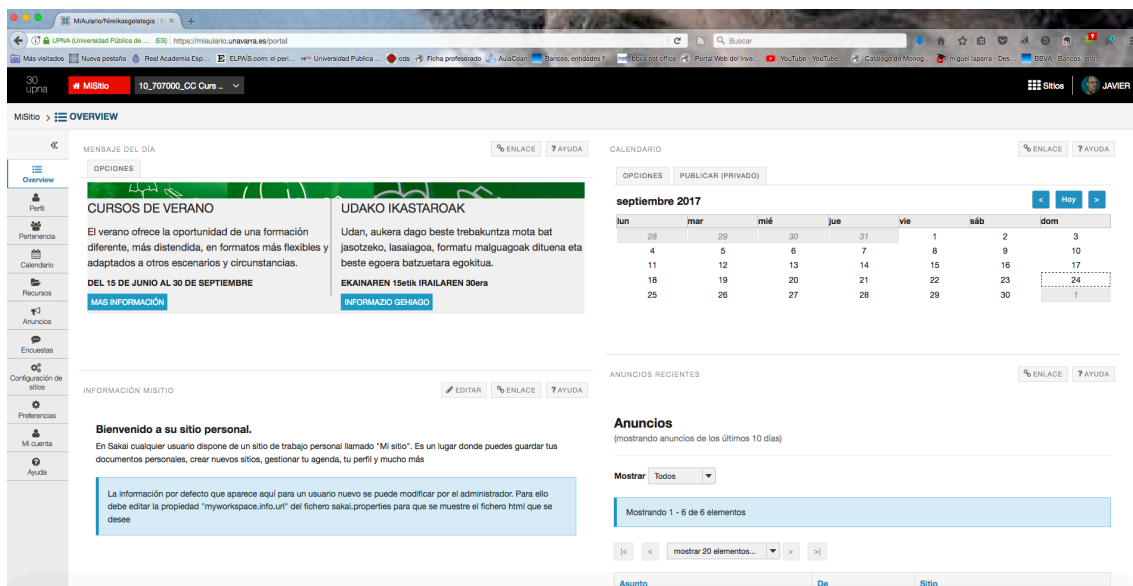 MiAulario/Nireikasgelategia : M
UPNA (Universidad Pública de ... (ES) https://miaulario.unavarra.es/portal
Buscar
Más visitados Nueva pestaña Real Academia Esp... ELPAÍS.com: el perí... Universidad Pública ... cds Ficha profesorado AulaCoan Bancos, entidades f... bbva net office Portal Web del Inve... YouTube - YouTube Catálogo de Monog... miguel laparra - Des... BBVA - Bancos, enti...
30
upna
MiSitio
10_707000_CC Curs ..
Sitios
JAVIER
MiSitio > OVERVIEW
Overview
Perfil
Pertenencia
Calendario
Recursos
Anuncios
Encuestas
Configuración de
sitios
Preferencias
Mi cuenta
Ayuda
MENSAJE DEL DÍA
ENLACE ? AYUDA
OPCIONES
CURSOS DE VERANO
El verano ofrece la oportunidad de una formación
diferente, más distendida, en formatos más flexibles y
adaptados a otros escenarios y circunstancias.
DEL 15 DE JUNIO AL 30 DE SEPTIEMBRE
MAS INFORMACIÓN
UDAKO IKASTAROAK
Udan, aukera dago beste trebakuntza mota bat
jasotzeko, lasaiagoa, formatu malguagoak dituena eta
beste egoera batzuetara egokitua.
EKAINAREN 15etik IRAILAREN 30era
INFORMAZIO GEHIAGO
INFORMACIÓN MISITIO
EDITAR ENLACE ? AYUDA
Bienvenido a su sitio personal.
En Sakai cualquier usuario dispone de un sitio de trabajo personal llamado "Mi sitio". Es un lugar donde puedes guardar tus
documentos personales, crear nuevos sitios, gestionar tu agenda, tu perfil y mucho más
La información por defecto que aparece aquí para un usuario nuevo se puede modificar por el administrador. Para ello
debe editar la propiedad "myworkspace.info.url" del fichero sakai.properties para que se muestre el fichero html que se
desee
CALENDARIO
ENLACE ? AYUDA
OPCIONES PUBLICAR (PRIVADO)
septiembre 2017
< Hoy >
lun mar mié jue vie sáb dom
28 29 30 31 1 2 3
4 5 6 7 8 9 10
11 12 13 14 15 16 17
18 19 20 21 22 23 24
25 26 27 28 29 30 1
ANUNCIOS RECIENTES
ENLACE ? AYUDA
Anuncios
(mostrando anuncios de los últimos 10 días)
Mostrar Todos
Mostrando 1 - 6 de 6 elementos
|< < mostrar 20 elementos... > >|
Asunto De Sitio